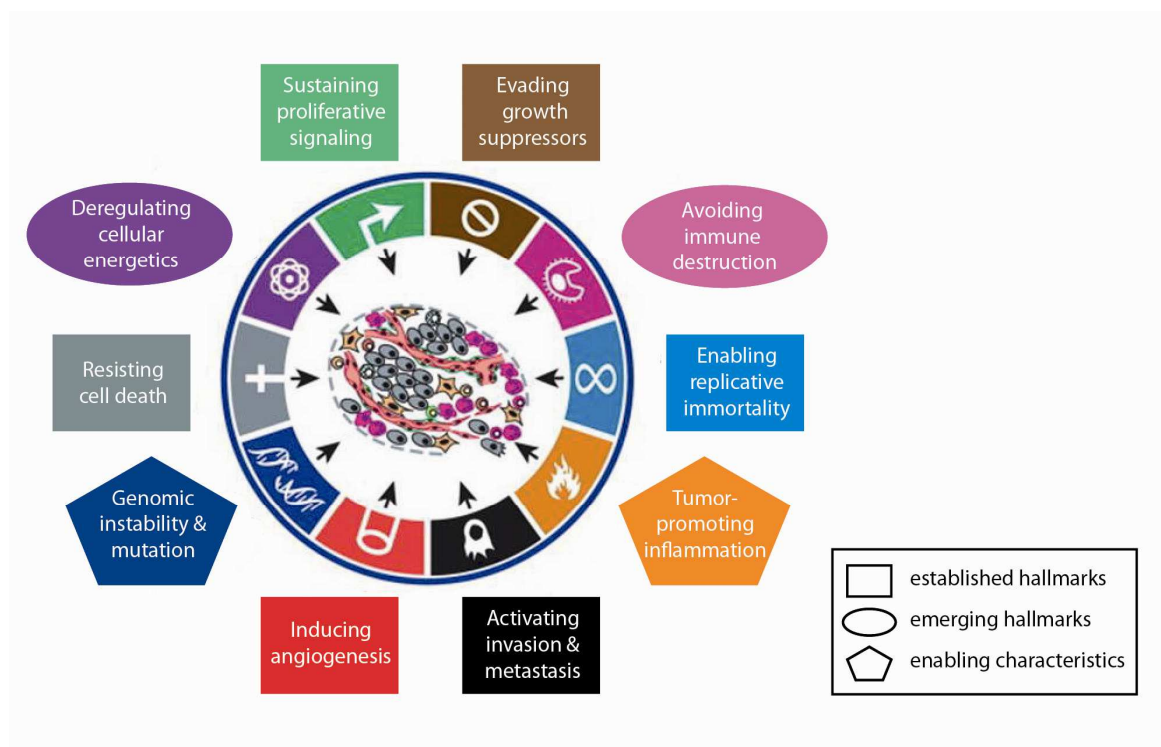 Sustaining
proliferative
signaling
Evading
growth
suppressors
Deregulating
cellular
energetics
Avoiding
immune
destruction
Resisting
cell death
Enabling
replicative
immortality
Genomic
instability &
mutation
Tumor-
promoting
inflammation
Inducing
angiogenesis
Activating
invasion &
metastasis
established hallmarks
emerging hallmarks
enabling characteristics